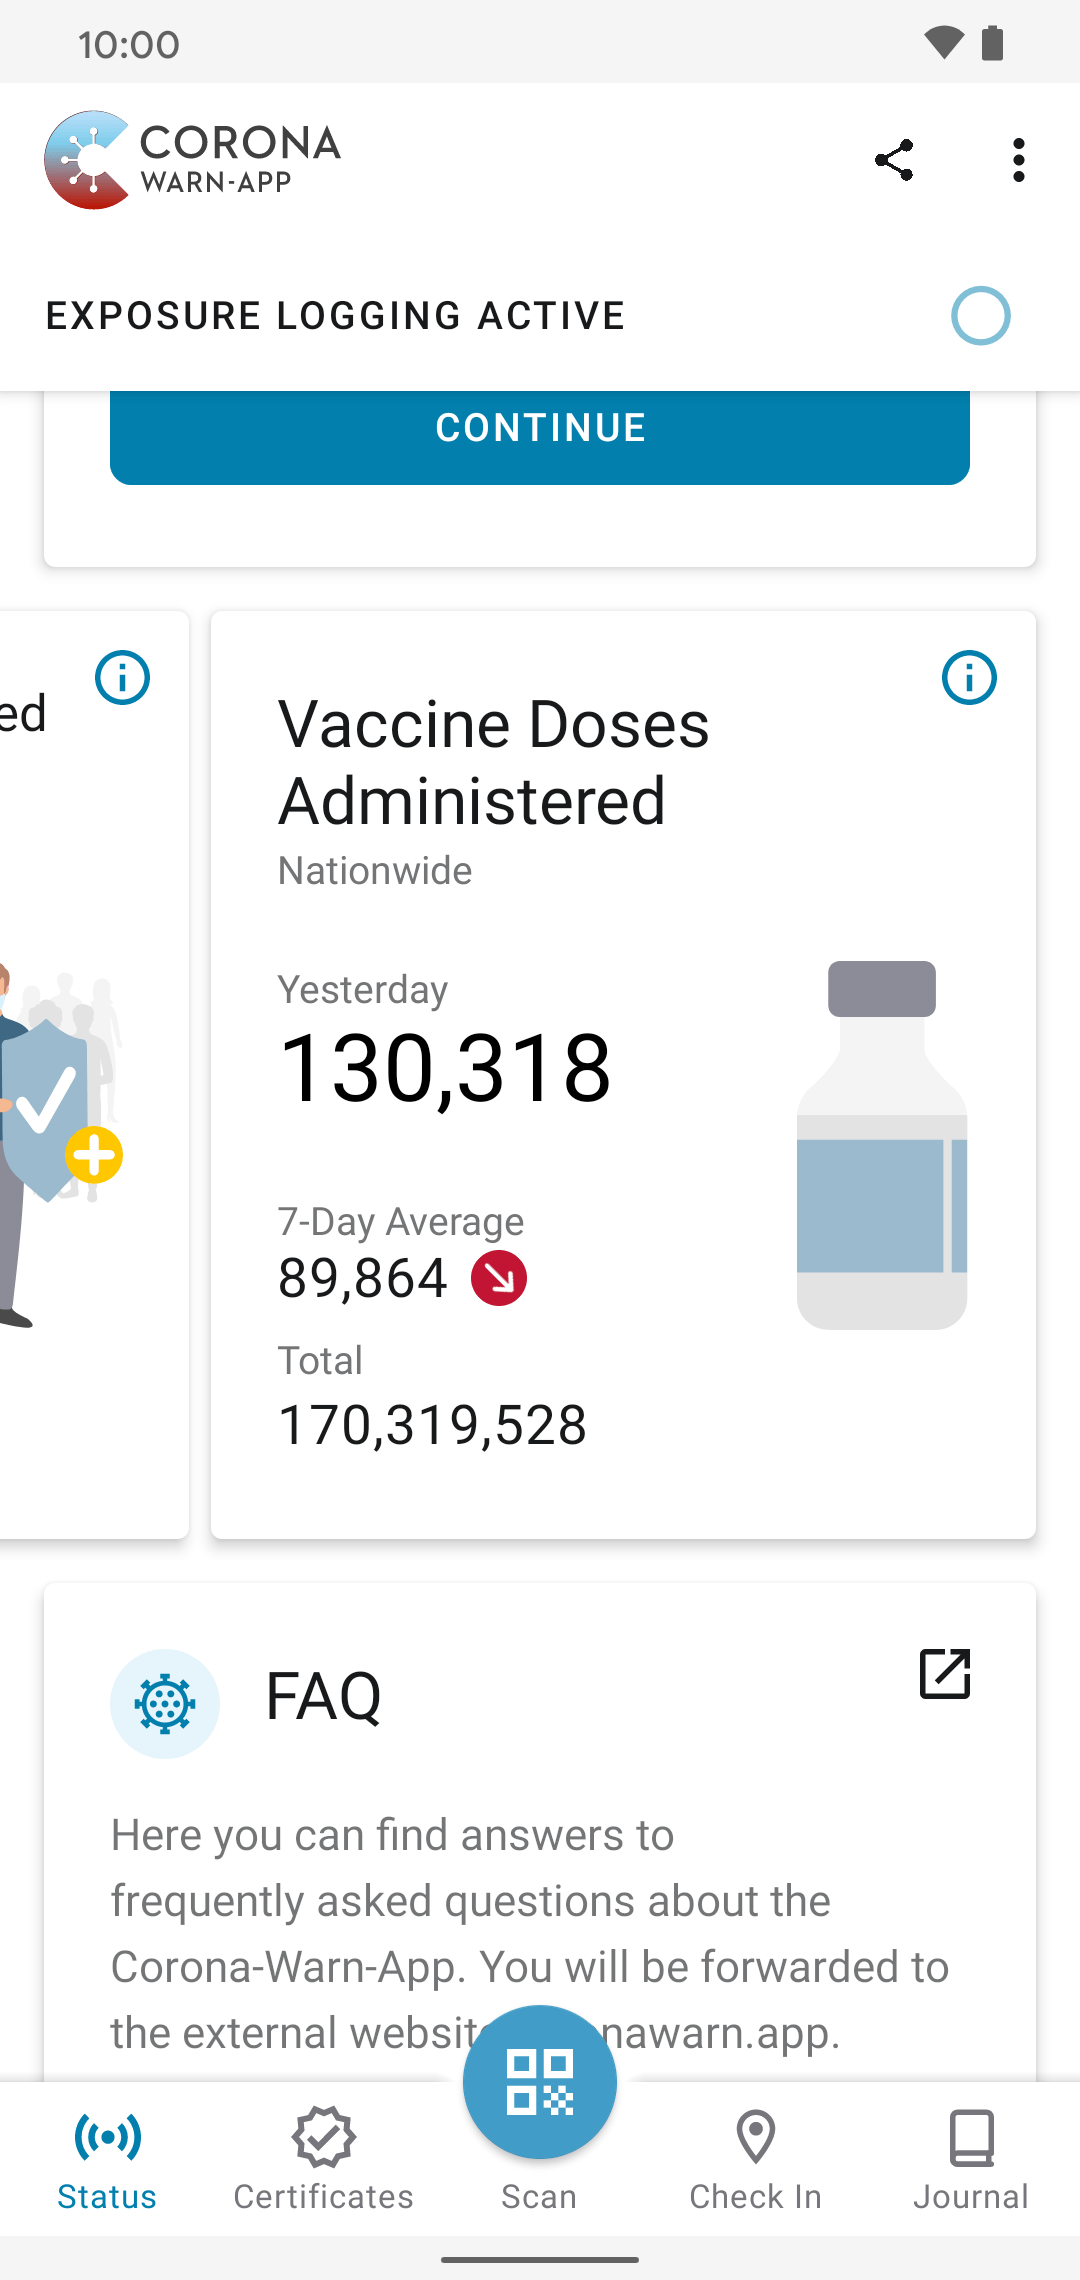 10:00
CORONA
WARN-APP
EXPOSURE LOGGING ACTIVE
CONTINUE
ed
Vaccine Doses
Administered
Nationwide
Yesterday
130,318
7-Day Average
89,864
Total
170,319,528
FAQ
Here you can find answers to
frequently asked questions about the
Corona-Warn-App. You will be forwarded to
the external nawarn.app.
Status
Certificates
Scan
Check In
Journal